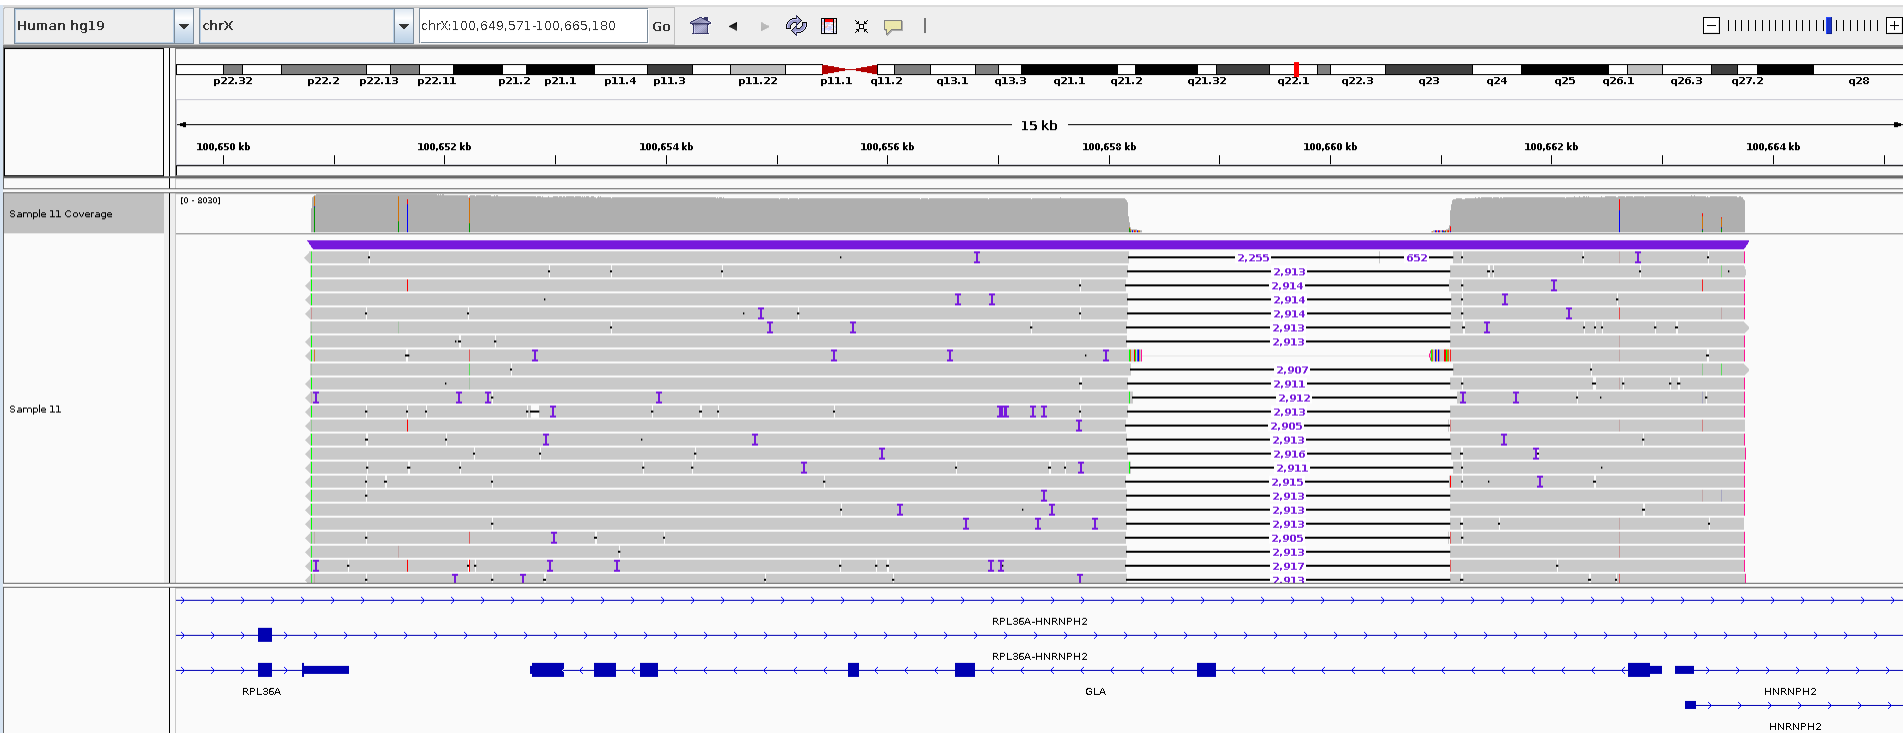 Human hg19 chrX chrX:100,649,571-100,665,180 Go
p22.32 p22.2 p22.13 p22.11 p21.2 p21.1 p11.4 p11.3 p11.22 p11.1 q11.2 q13.1 q13.3 q21.1 q21.2 q21.32 q22.1 q22.3 q23 q24 q25 q26.1 q26.3 q27.2 q28
15 kb
100,650 kb 100,652 kb 100,654 kb 100,656 kb 100,658 kb 100,660 kb 100,662 kb 100,664 kb
[0 - 8030]
Sample 11 Coverage
2,255 652
2,913
2,914
2,914
2,914
2,913
2,913
2,907
2,911
2,912
2,913
2,905
2,913
2,916
2,911
2,915
2,913
2,913
2,913
2,905
2,913
2,917
2,913
Sample 11
RPL36A-HNRNPH2
RPL36A-HNRNPH2
RPL36A GLA HNRNPH2
HNRNPH2